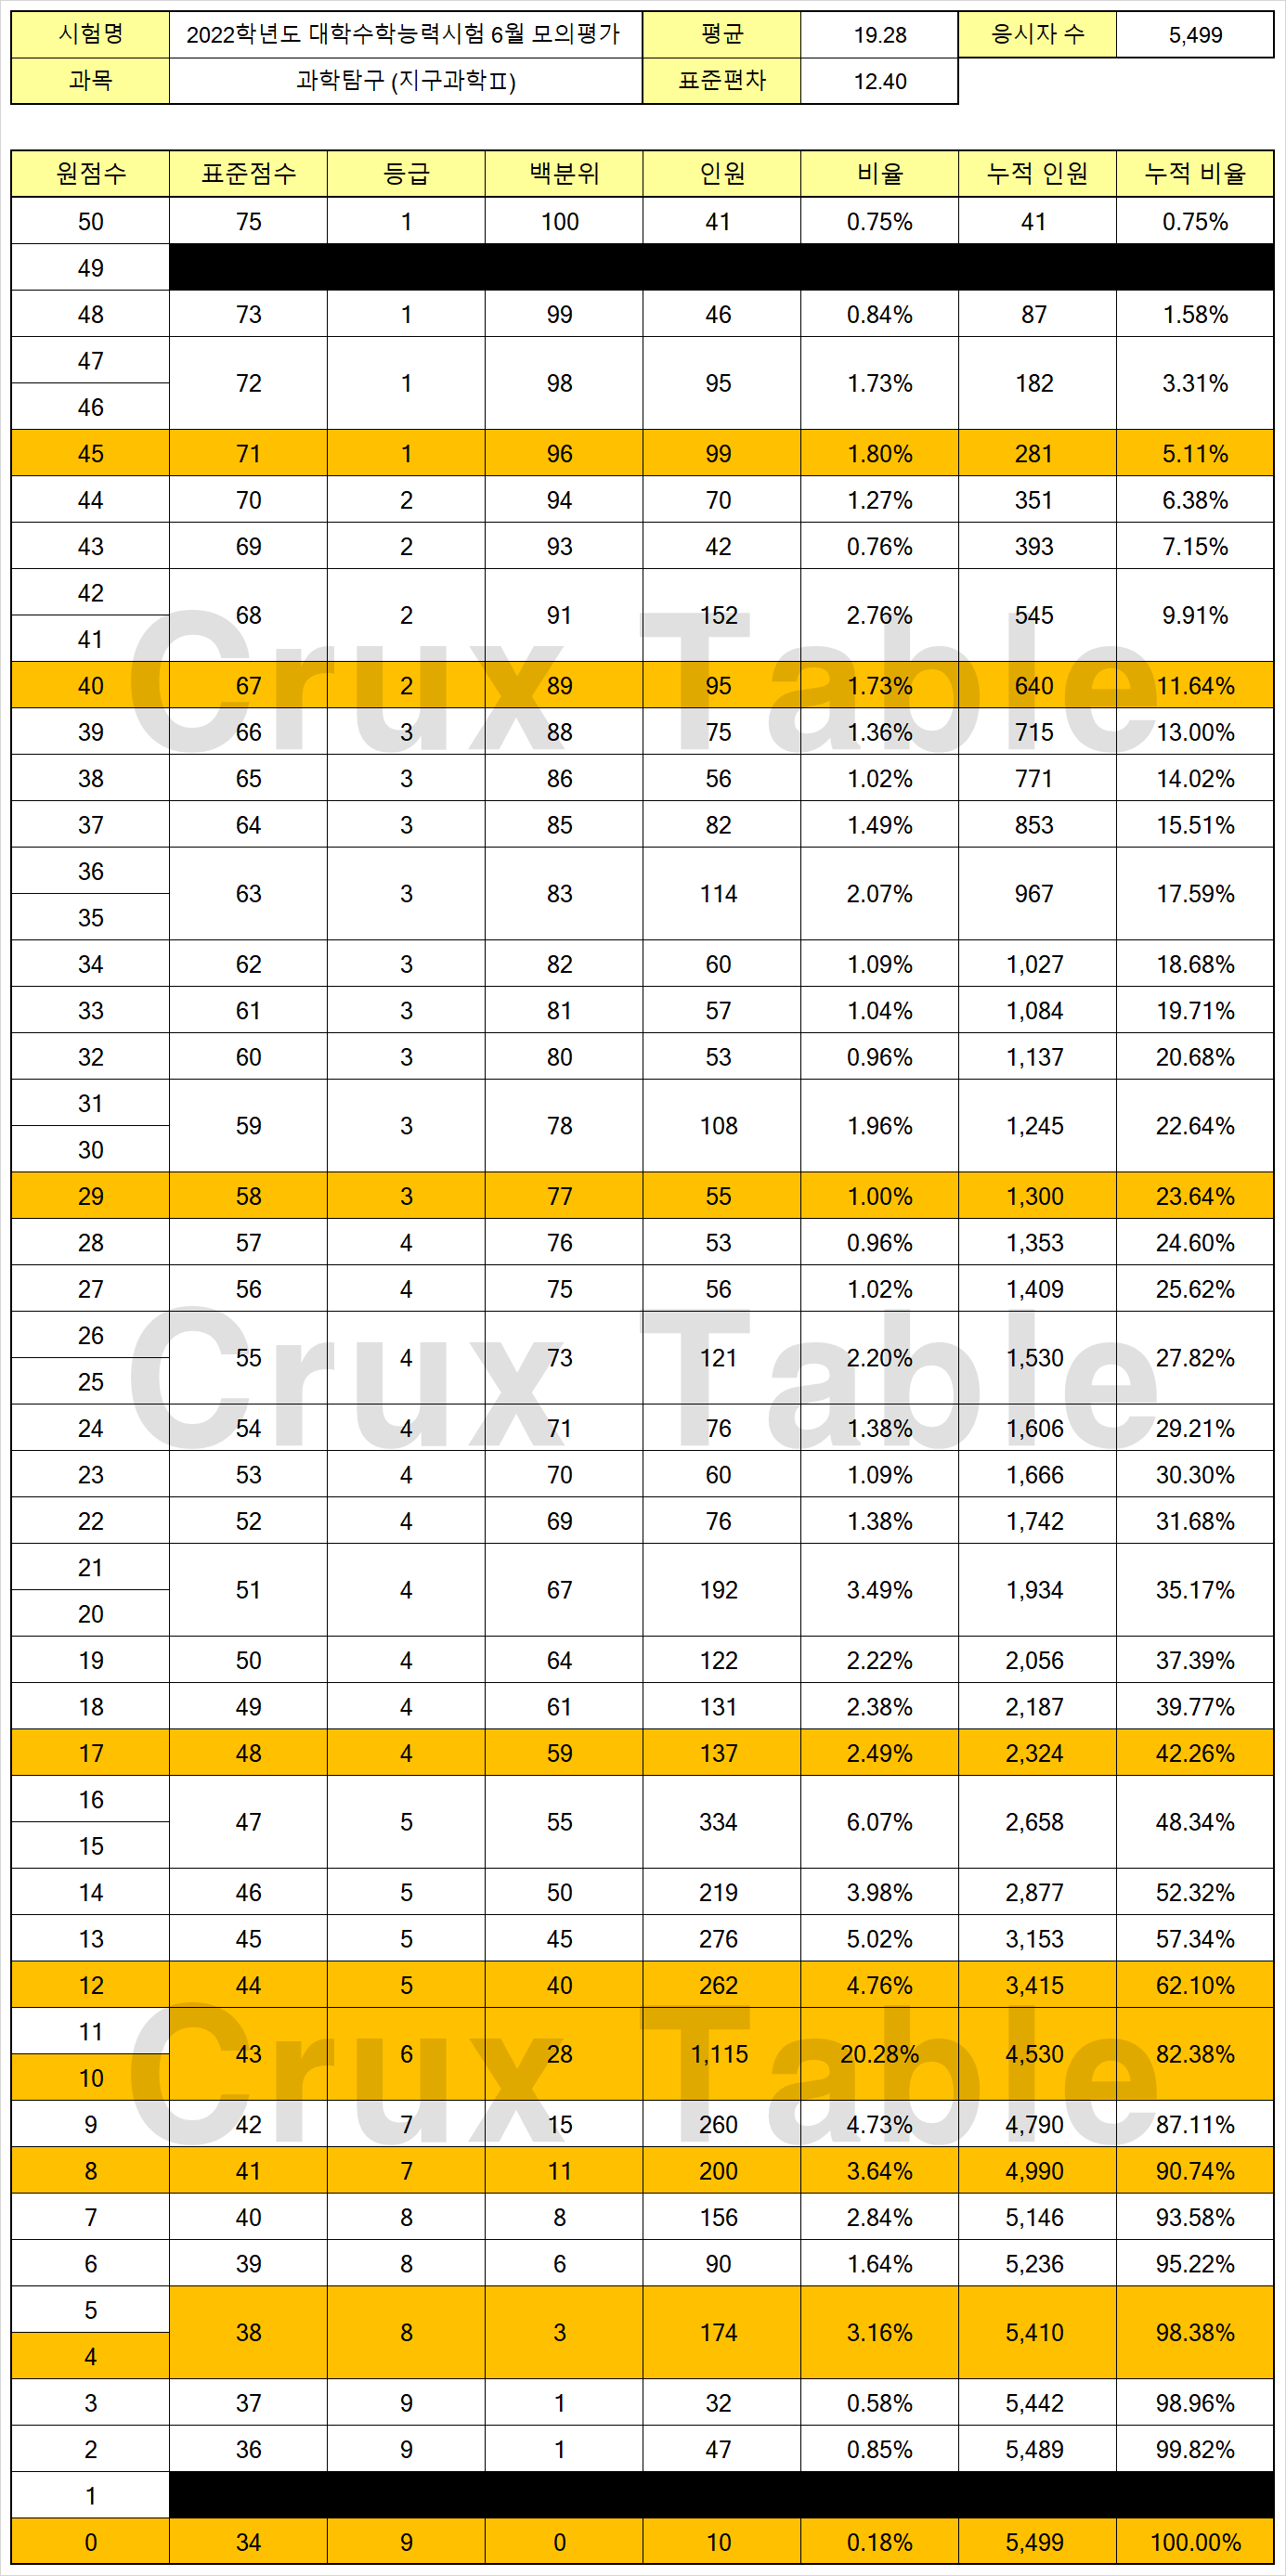 시험명 2022학년도 대학수학능력시험 6월 모의평가 평균 19.28 응시자 수 5,499
과목 과학탐구 (지구과학Ⅱ) 표준편차 12.40
원점수 표준점수 등급 백분위 인원 비율 누적 인원 누적 비율
50 75 1 100 41 0.75% 41 0.75%
49
48 73 1 99 46 0.84% 87 1.58%
47
72 1 98 95 1.73% 182 3.31%
46
45 71 1 96 99 1.80% 281 5.11%
44 70 2 94 70 1.27% 351 6.38%
43 69 2 93 42 0.76% 393 7.15%
42
68 2 91 152 2.76% 545 9.91%
41
Crux Table
40 67 2 89 95 1.73% 640 11.64%
39 66 3 88 75 1.36% 715 13.00%
38 65 3 86 56 1.02% 771 14.02%
37 64 3 85 82 1.49% 853 15.51%
36
63 3 83 114 2.07% 967 17.59%
35
34 62 3 82 60 1.09% 1,027 18.68%
33 61 3 81 57 1.04% 1,084 19.71%
32 60 3 80 53 0.96% 1,137 20.68%
31
59 3 78 108 1.96% 1,245 22.64%
30
29 58 3 77 55 1.00% 1,300 23.64%
28 57 4 76 53 0.96% 1,353 24.60%
27 56 4 75 56 1.02% 1,409 25.62%
26
55 4 73 121 2.20% 1,530 27.82%
25
Crux Table
24 54 4 71 76 1.38% 1,606 29.21%
23 53 4 70 60 1.09% 1,666 30.30%
22 52 4 69 76 1.38% 1,742 31.68%
21
51 4 67 192 3.49% 1,934 35.17%
20
19 50 4 64 122 2.22% 2,056 37.39%
18 49 4 61 131 2.38% 2,187 39.77%
17 48 4 59 137 2.49% 2,324 42.26%
16
47 5 55 334 6.07% 2,658 48.34%
15
14 46 5 50 219 3.98% 2,877 52.32%
13 45 5 45 276 5.02% 3,153 57.34%
12 44 5 40 262 4.76% 3,415 62.10%
11
43 6 28 1,115 20.28% 4,530 82.38%
10
Crux Table
9 42 7 15 260 4.73% 4,790 87.11%
8 41 7 11 200 3.64% 4,990 90.74%
7 40 8 8 156 2.84% 5,146 93.58%
6 39 8 6 90 1.64% 5,236 95.22%
5
38 8 3 174 3.16% 5,410 98.38%
4
3 37 9 1 32 0.58% 5,442 98.96%
2 36 9 1 47 0.85% 5,489 99.82%
1
0 34 9 0 10 0.18% 5,499 100.00%